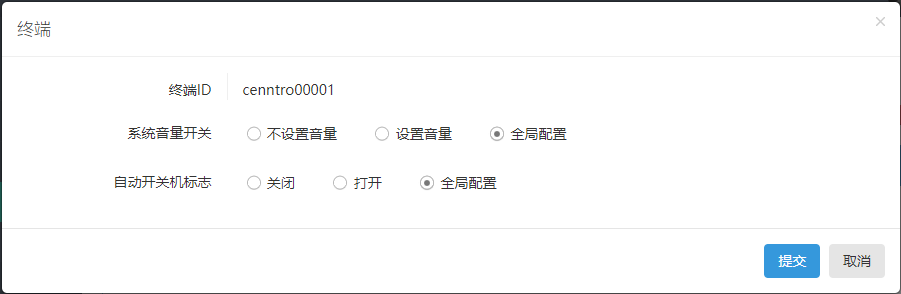 终端
×
终端ID cenntro00001
系统音量开关 不设置音量 设置音量 全局配置
自动开关机标志 关闭 打开 全局配置
提交 取消